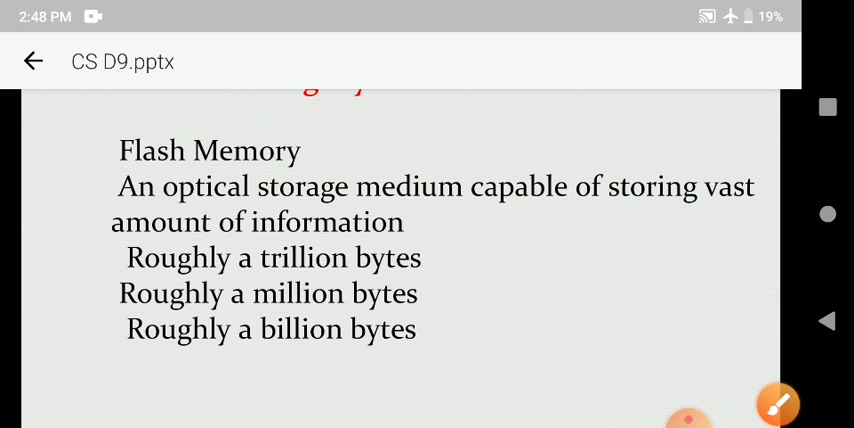 2:48 PM
19%
CS D9.pptx
Flash Memory
An optical storage medium capable of storing vast
amount of information
Roughly a trillion bytes
Roughly a million bytes
Roughly a billion bytes